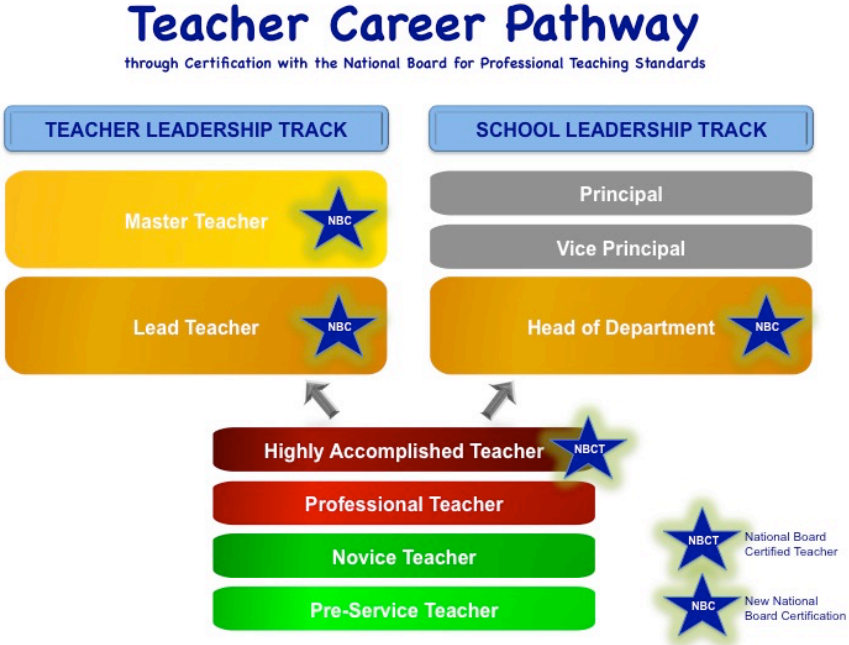 Teacher Career Pathway
through Certification with the National Board for Professional Teaching Standards
TEACHER LEADERSHIP TRACK
Master Teacher
NBC
Lead Teacher
NBC
SCHOOL LEADERSHIP TRACK
Principal
Vice Principal
Head of Department
NBC
Highly Accomplished Teacher
NBCT
Professional Teacher
Novice Teacher
Pre-Service Teacher
NBCT
National Board
Certified Teacher
NBC
New National
Board Certification